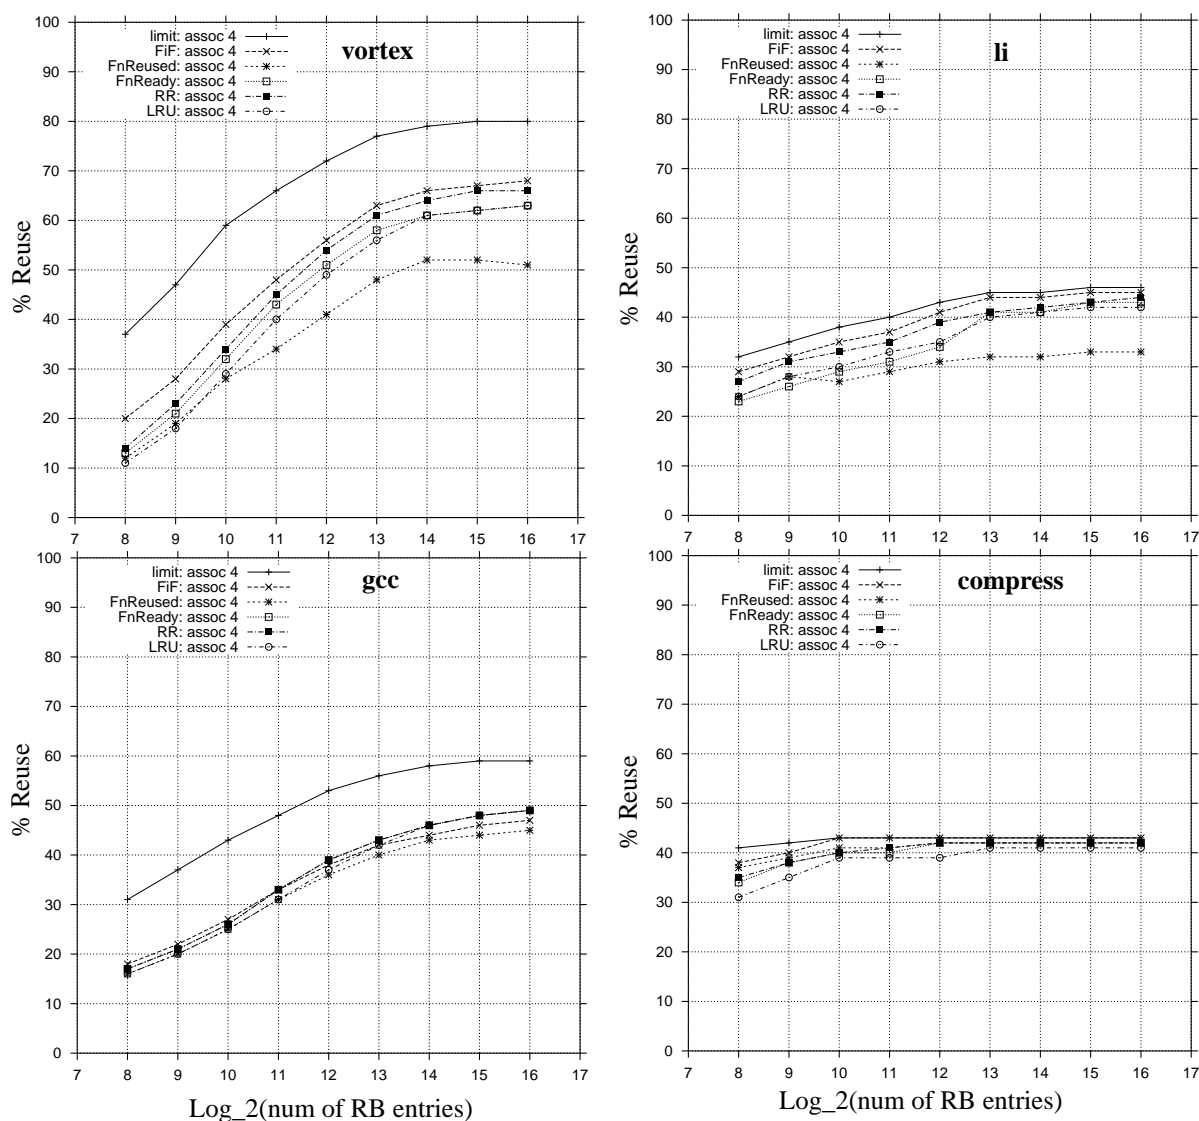 vortex
limit: assoc 4
FiF: assoc 4
FnReused: assoc 4
FnReady: assoc 4
RR: assoc 4
LRU: assoc 4
% Reuse
100
90
80
70
60
50
40
30
20
10
0
7 8 9 10 11 12 13 14 15 16 17
li
limit: assoc 4
FiF: assoc 4
FnReused: assoc 4
FnReady: assoc 4
RR: assoc 4
LRU: assoc 4
% Reuse
100
90
80
70
60
50
40
30
20
10
0
7 8 9 10 11 12 13 14 15 16 17
gcc
limit: assoc 4
FiF: assoc 4
FnReused: assoc 4
FnReady: assoc 4
RR: assoc 4
LRU: assoc 4
% Reuse
100
90
80
70
60
50
40
30
20
10
0
7 8 9 10 11 12 13 14 15 16 17
Log_2(num of RB entries)
compress
limit: assoc 4
FiF: assoc 4
FnReused: assoc 4
FnReady: assoc 4
RR: assoc 4
LRU: assoc 4
% Reuse
100
90
80
70
60
50
40
30
20
10
0
7 8 9 10 11 12 13 14 15 16 17
Log_2(num of RB entries)